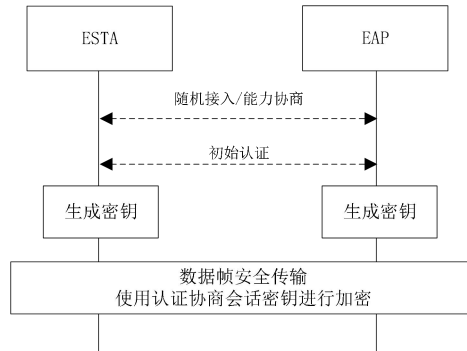 ESTA
EAP
随机接入/能力协商
初始认证
生成密钥
生成密钥
数据帧安全传输
使用认证协商会话密钥进行加密